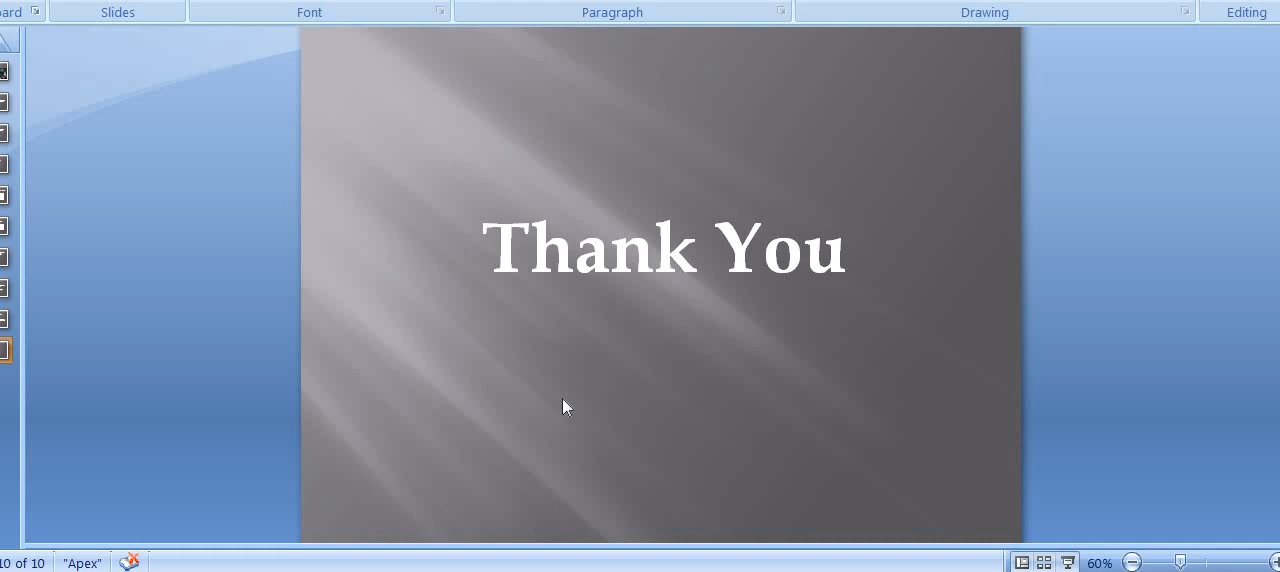 ard Slides Font Paragraph Drawing Editing
Thank You
10 of 10 "Apex" 60%